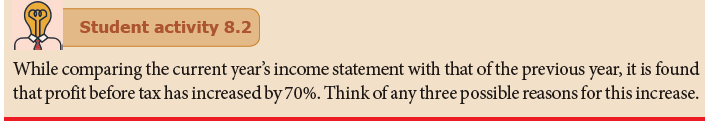 Student activity 8.2
While comparing the current year’s income statement with that of the previous year, it is found
that profit before tax has increased by 70%. Think of any three possible reasons for this increase.